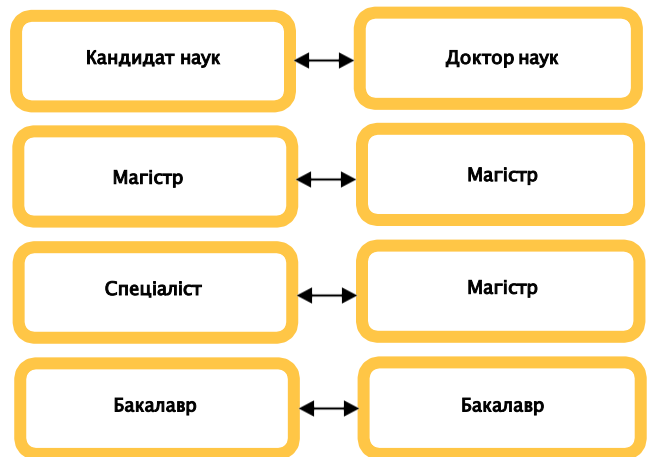 Кандидат наук
Доктор наук
Магістр
Магістр
Спеціаліст
Магістр
Бакалавр
Бакалавр